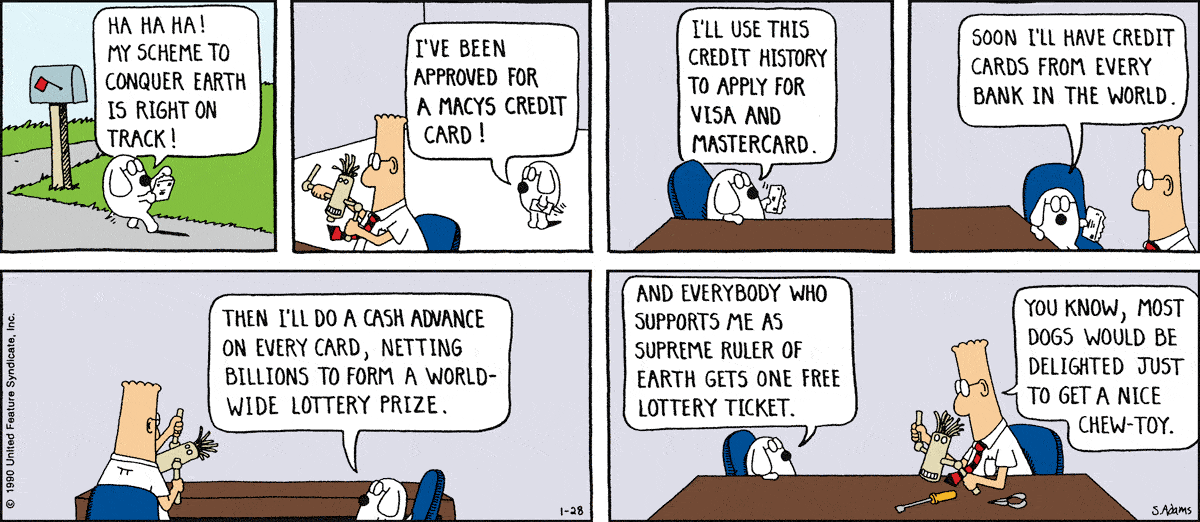 HA HA HA!
MY SCHEME TO
CONQUER EARTH
IS RIGHT ON
TRACK!
I'VE BEEN
APPROVED FOR
A MACYS CREDIT
CARD!
I'LL USE THIS
CREDIT HISTORY
TO APPLY FOR
VISA AND
MASTERCARD.
SOON I'LL HAVE CREDIT
CARDS FROM EVERY
BANK IN THE WORLD.
© 1990 United Feature Syndicate, Inc.
THEN I'LL DO A CASH ADVANCE
ON EVERY CARD, NETTING
BILLIONS TO FORM A WORLD-
WIDE LOTTERY PRIZE.
1-28
AND EVERYBODY WHO
SUPPORTS ME AS
SUPREME RULER OF
EARTH GETS ONE FREE
LOTTERY TICKET.
YOU KNOW, MOST
DOGS WOULD BE
DELIGHTED JUST
TO GET A NICE
CHEW-TOY.
S.Adams